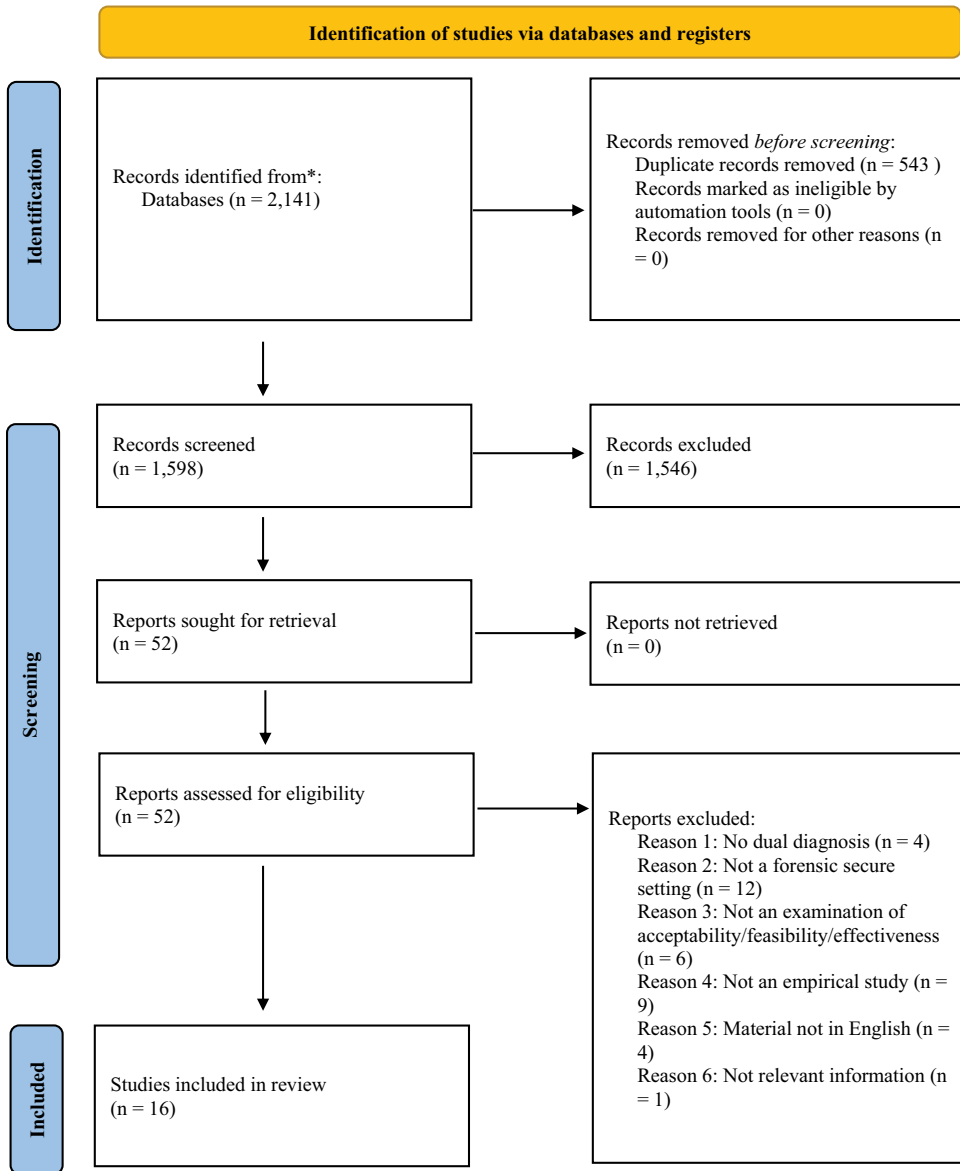 Identification of studies via databases and registers
Identification
Records identified from*:
Databases (n = 2,141)
Records removed before screening:
Duplicate records removed (n = 543 )
Records marked as ineligible by
automation tools (n = 0)
Records removed for other reasons (n
= 0)
Screening
Records screened
(n = 1,598)
Records excluded
(n = 1,546)
Reports sought for retrieval
(n = 52)
Reports not retrieved
(n = 0)
Reports assessed for eligibility
(n = 52)
Reports excluded:
Reason 1: No dual diagnosis (n = 4)
Reason 2: Not a forensic secure
setting (n = 12)
Reason 3: Not an examination of
acceptability/feasibility/effectiveness
(n = 6)
Reason 4: Not an empirical study (n =
9)
Reason 5: Material not in English (n =
4)
Reason 6: Not relevant information (n
= 1)
Included
Studies included in review
(n = 16)